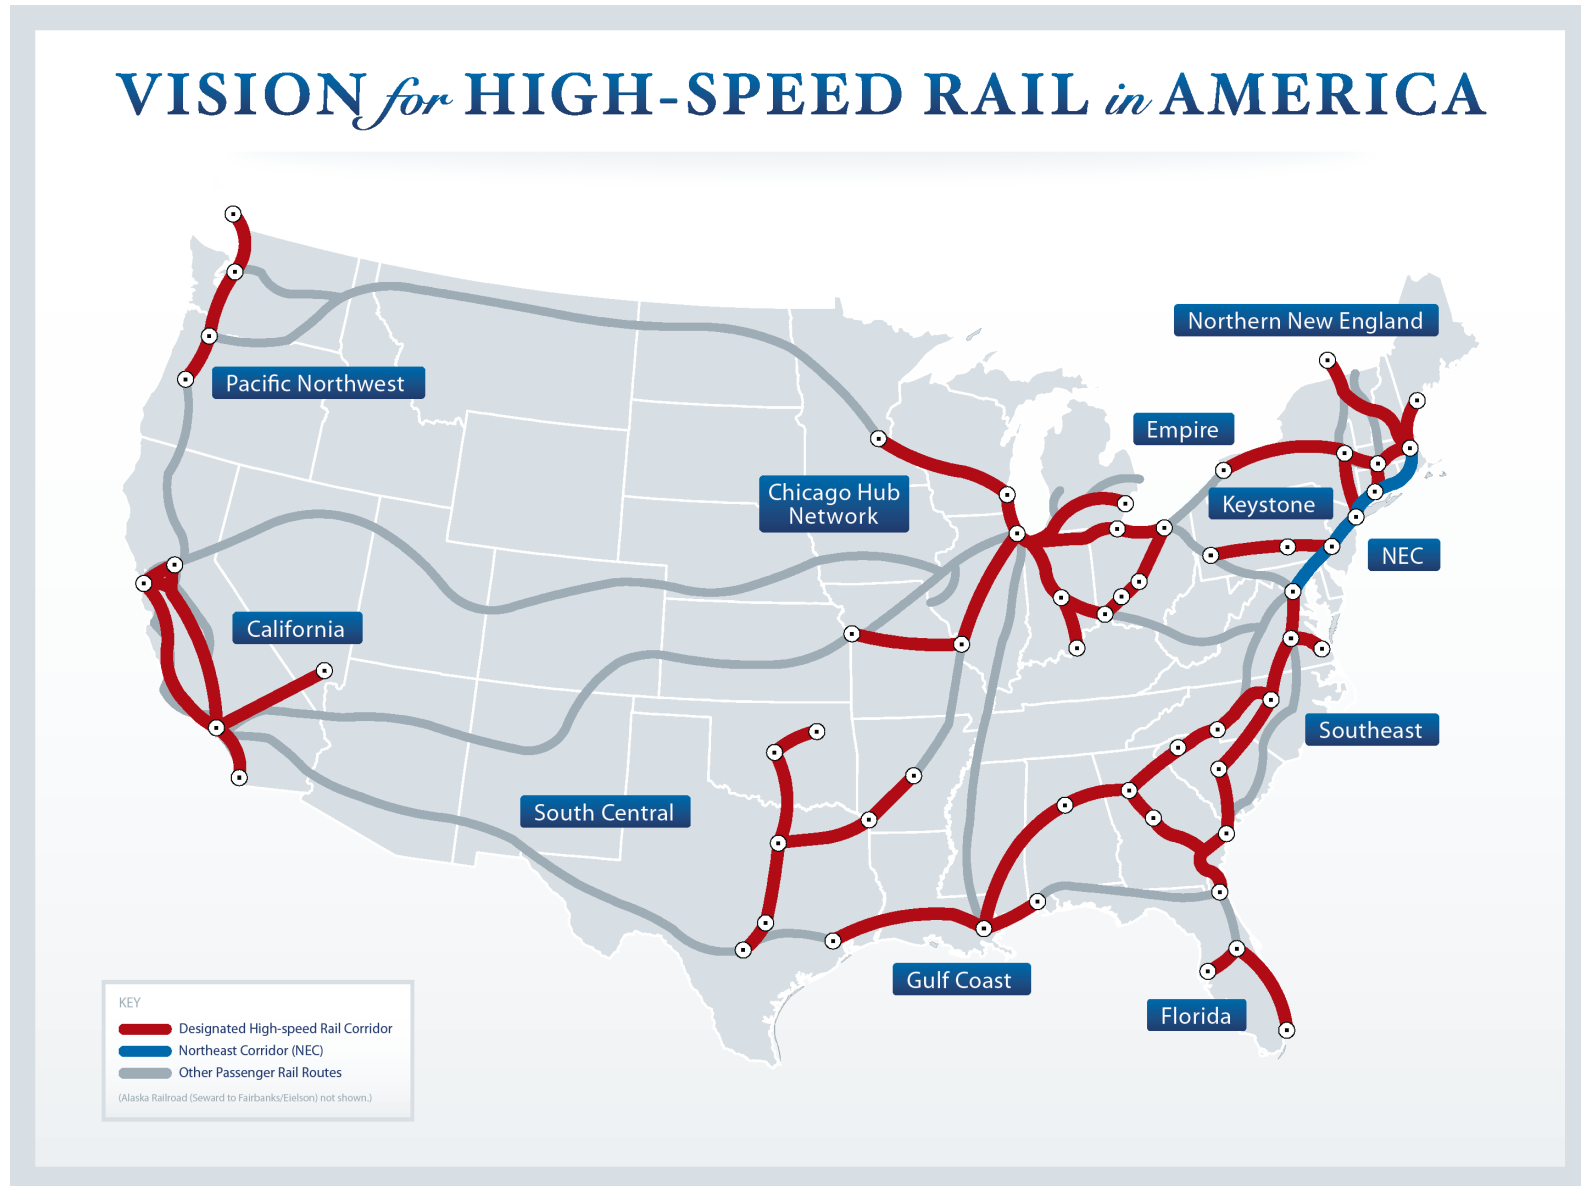 VISION for HIGH-SPEED RAIL in AMERICA
Northern New England
Pacific Northwest
Empire
Chicago Hub
Network
Keystone
NEC
California
Southeast
South Central
Gulf Coast
Florida
KEY
Designated High-speed Rail Corridor
Northeast Corridor (NEC)
Other Passenger Rail Routes
(Alaska Railroad (Seward to Fairbanks/Eielson) not shown.)